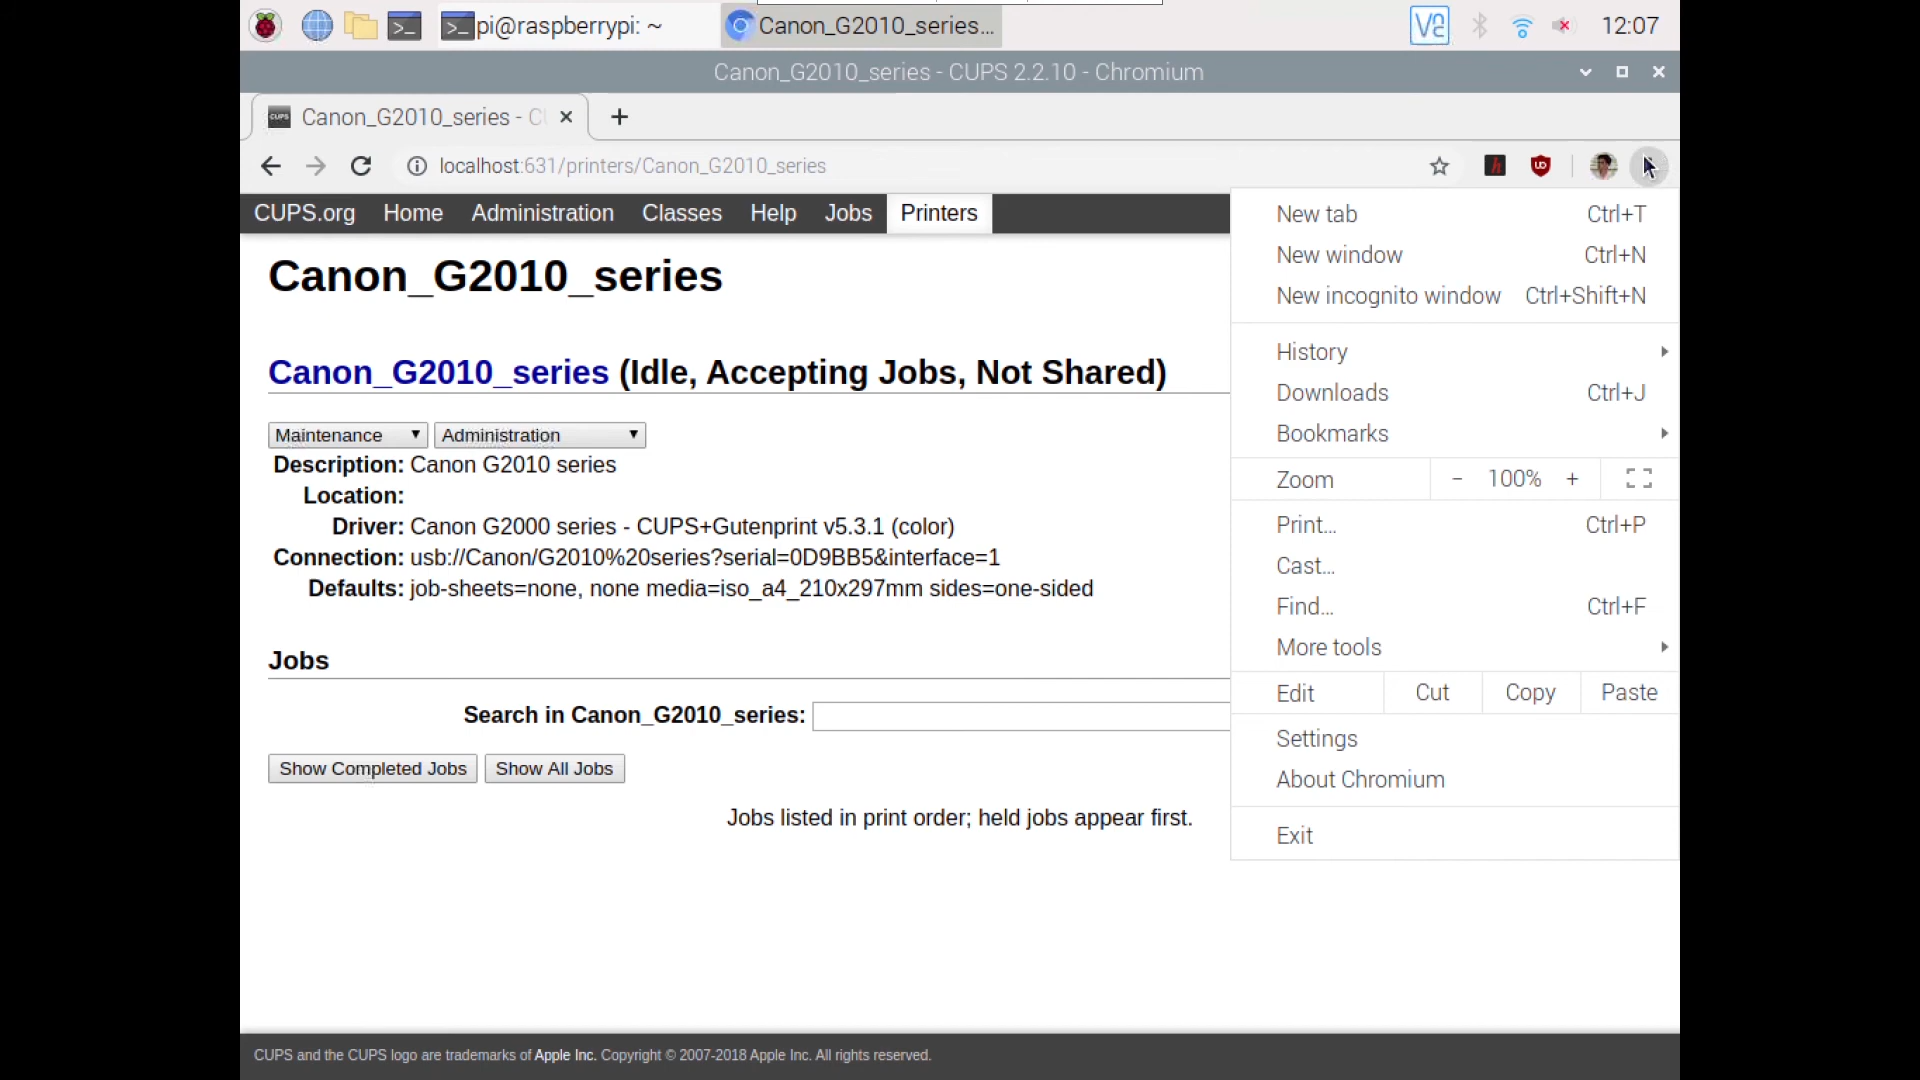 pi@raspberrypi: ~
Canon_G2010_series...
12:07
Canon_G2010_series - CUPS 2.2.10 - Chromium
Canon_G2010_series - C
localhost:631/printers/Canon_G2010_series
CUPS.org Home Administration Classes Help Jobs Printers
Canon_G2010_series
Canon_G2010_series (Idle, Accepting Jobs, Not Shared)
Maintenance Administration
Description: Canon G2010 series
Location:
Driver: Canon G2000 series - CUPS+Gutenprint v5.3.1 (color)
Connection: usb://Canon/G2010%20series?serial=0D9BB5&interface=1
Defaults: job-sheets=none, none media=iso_a4_210x297mm sides=one-sided
Jobs
Search in Canon_G2010_series:
Show Completed Jobs Show All Jobs
Jobs listed in print order; held jobs appear first.
New tab Ctrl+T
New window Ctrl+N
New incognito window Ctrl+Shift+N
History
Downloads Ctrl+J
Bookmarks
Zoom - 100% +
Print... Ctrl+P
Cast...
Find... Ctrl+F
More tools
Edit Cut Copy Paste
Settings
About Chromium
Exit
CUPS and the CUPS logo are trademarks of Apple Inc. Copyright © 2007-2018 Apple Inc. All rights reserved.